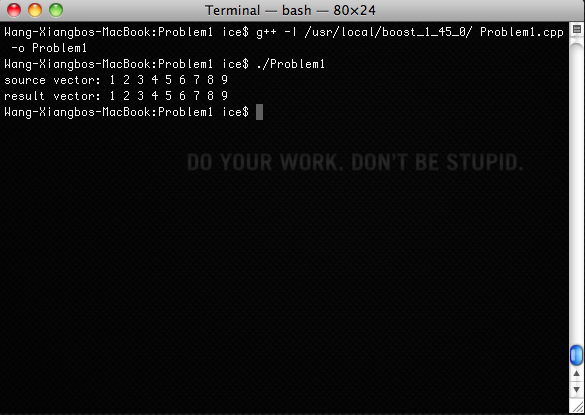 Terminal — bash — 80×24
Wang-Xiangbos-MacBook:Problem1 ice$ g++ -I /usr/local/boost_1_45_0/ Problem1.cpp
-o Problem1
Wang-Xiangbos-MacBook:Problem1 ice$ ./Problem1
source vector: 1 2 3 4 5 6 7 8 9
result vector: 1 2 3 4 5 6 7 8 9
Wang-Xiangbos-MacBook:Problem1 ice$
DO YOUR WORK. DON'T BE STUPID.